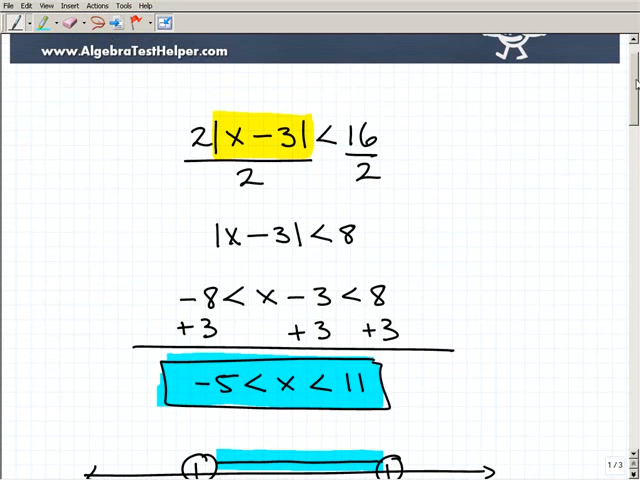 File Edit View Insert Actions Tools Help
www.AlgebraTestHelper.com
2|x-3| < 16
2 2
|x-3| < 8
-8 < x - 3 < 8
+3 +3 +3
-5 < x < 11
1/3